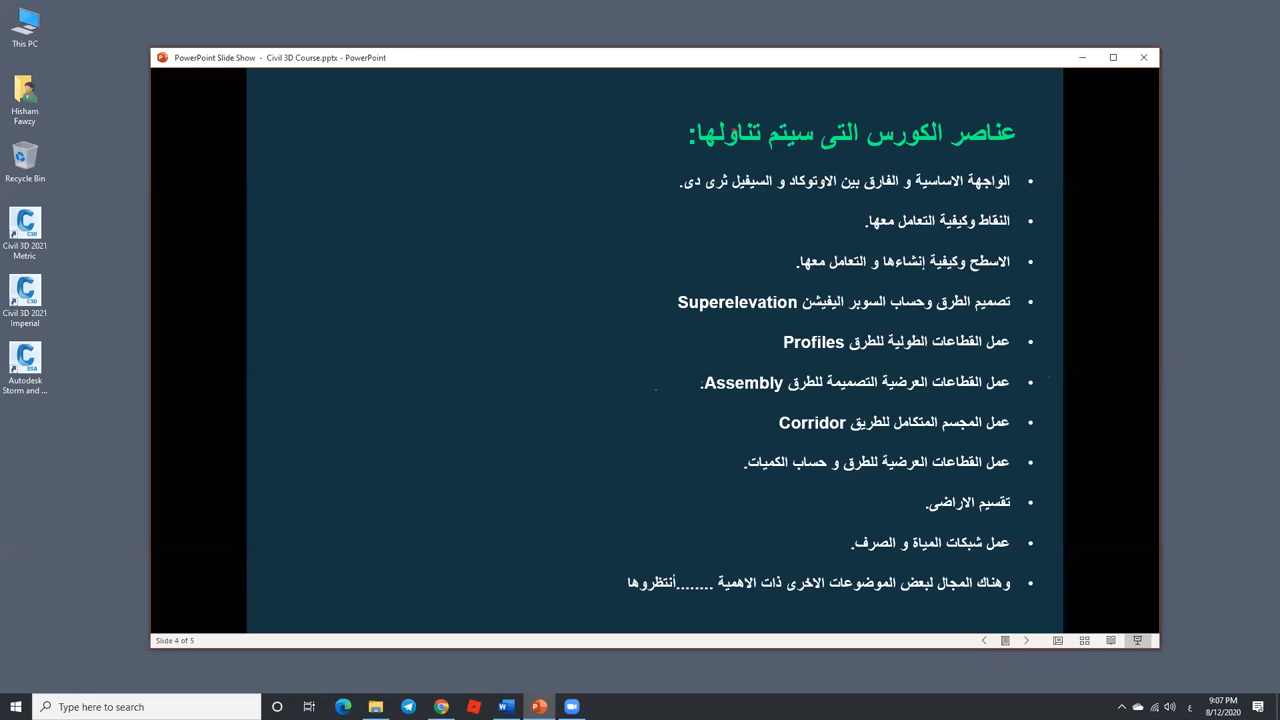 This PC
Hisham
Fawzy
Recycle Bin
Civil 3D 2021
Metric
Civil 3D 2021
Imperial
Autodesk
Storm and ...
PowerPoint Slide Show - Civil 3D Course.pptx - PowerPoint
عناصر الكورس التى سيتم تناولها:
• الواجهة الاساسية و الفارق بين الاوتوكاد و السيفيل ثرى دى.
• النقاط وكيفية التعامل معها.
• الاسطح وكيفية إنشاءها و التعامل معها.
• تصميم الطرق وحساب السوبر اليفيشن Superelevation
• عمل القطاعات الطولية للطرق Profiles
• عمل القطاعات العرضية التصميمة للطرق Assembly.
• عمل المجسم المتكامل للطريق Corridor
• عمل القطاعات العرضية للطرق و حساب الكميات.
• تقسيم الاراضى.
• عمل شبكات المياة و الصرف.
• وهناك المجال لبعض الموضوعات الاخرى ذات الاهمية ........أنتظروها
Slide 4 of 5
Type here to search
ع
9:07 PM
8/12/2020